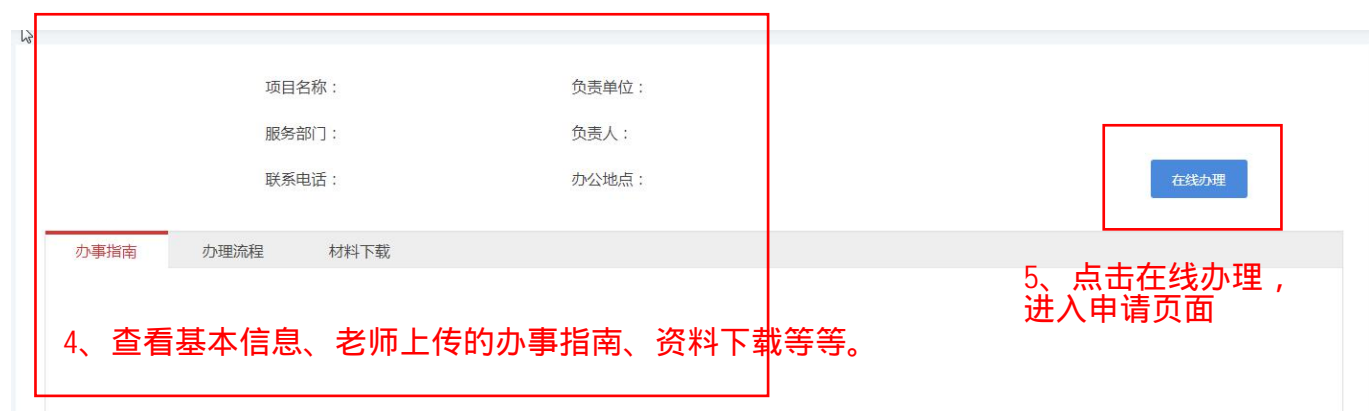 项目名称： 负责单位：
服务部门： 负责人：
联系电话： 办公地点：
在线办理
办事指南 办理流程 材料下载
5、点击在线办理，
进入申请页面
4、查看基本信息、老师上传的办事指南、资料下载等等。